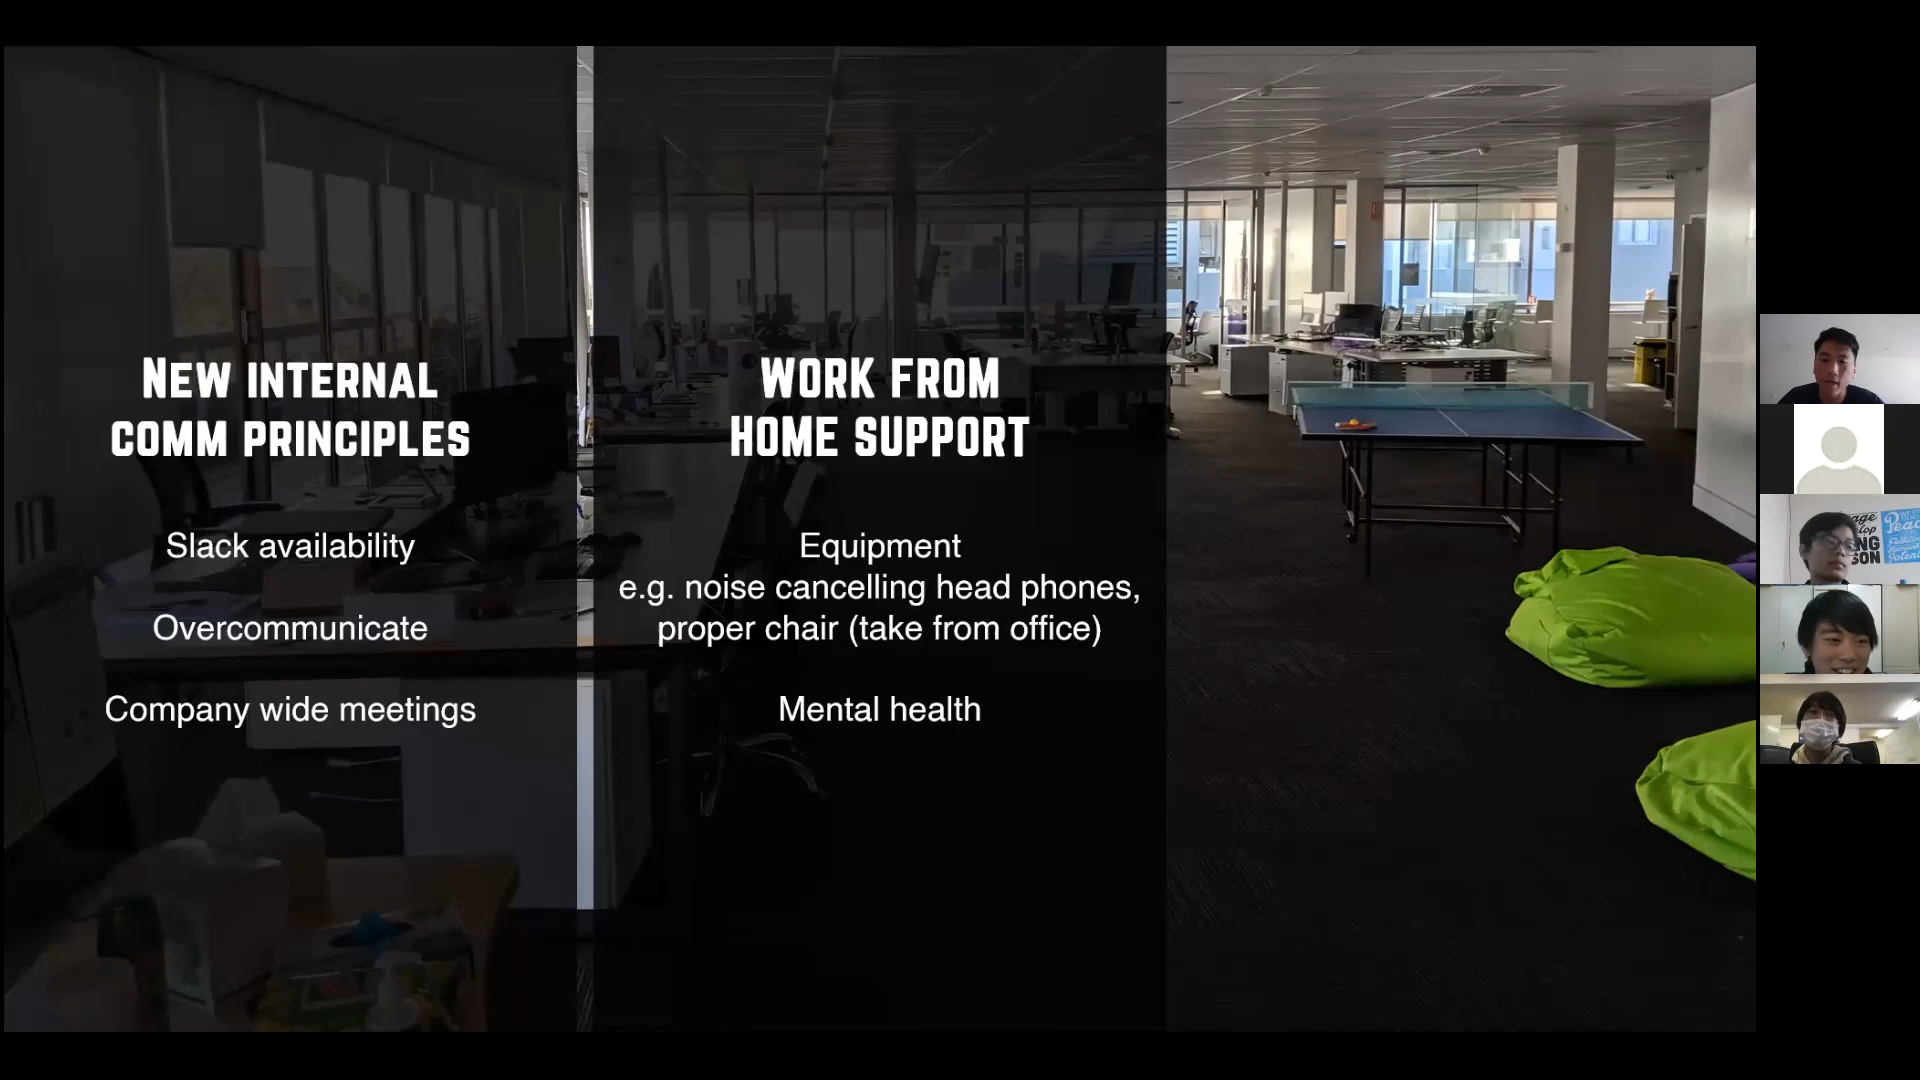 NEW INTERNAL
COMM PRINCIPLES
Slack availability
Overcommunicate
Company wide meetings
WORK FROM
HOME SUPPORT
Equipment
e.g. noise cancelling head phones,
proper chair (take from office)
Mental health